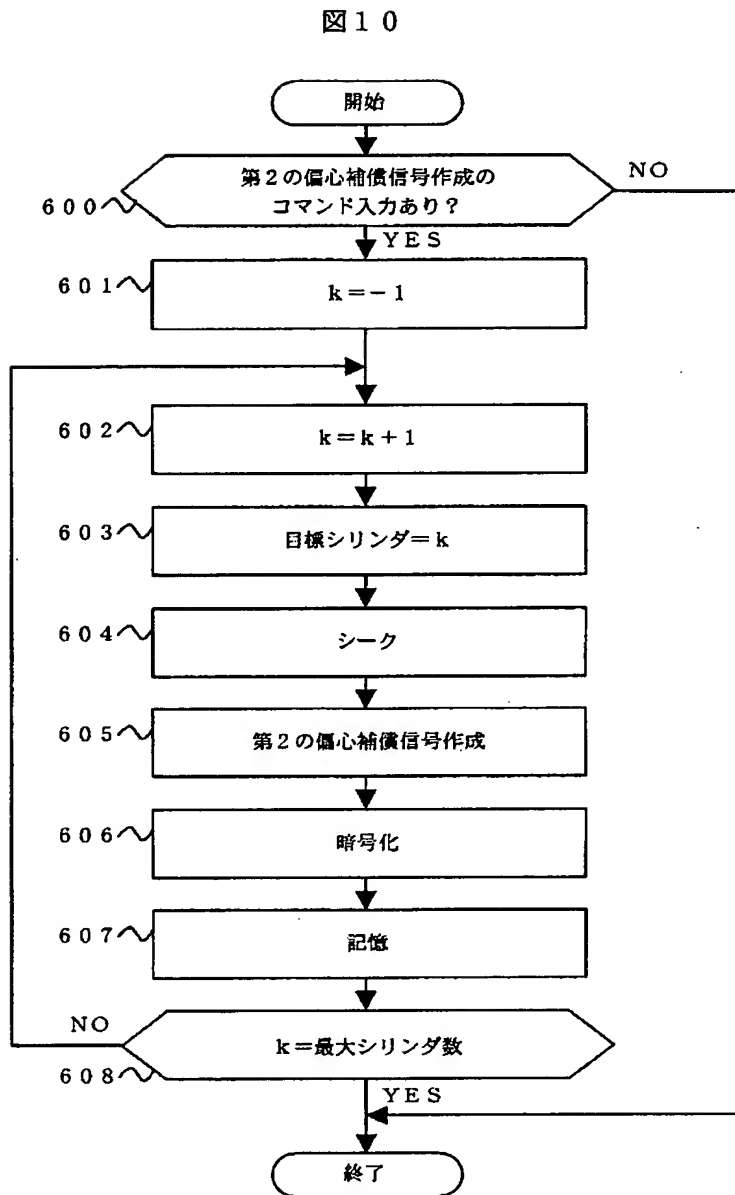 図10
開始
第2の偏心補償信号作成の
コマンド入力あり?
NO
600
YES
601
k=-1
602
k=k+1
603
目標シリンダ=k
604
シーク
605
第2の偏心補償信号作成
606
暗号化
607
記憶
NO
k=最大シリンダ数
608
YES
終了